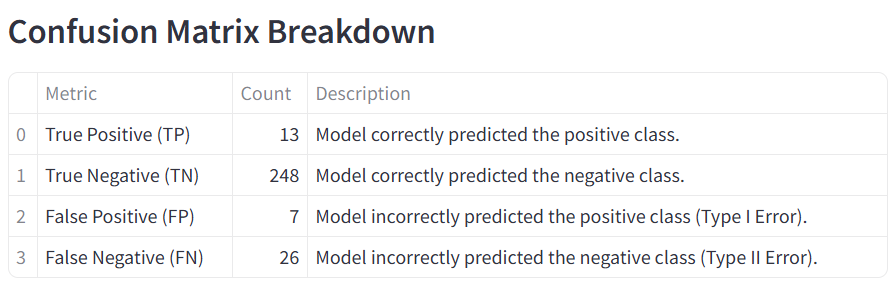 Confusion Matrix Breakdown
Metric Count Description
0 True Positive (TP) 13 Model correctly predicted the positive class.
1 True Negative (TN) 248 Model correctly predicted the negative class.
2 False Positive (FP) 7 Model incorrectly predicted the positive class (Type I Error).
3 False Negative (FN) 26 Model incorrectly predicted the negative class (Type II Error).